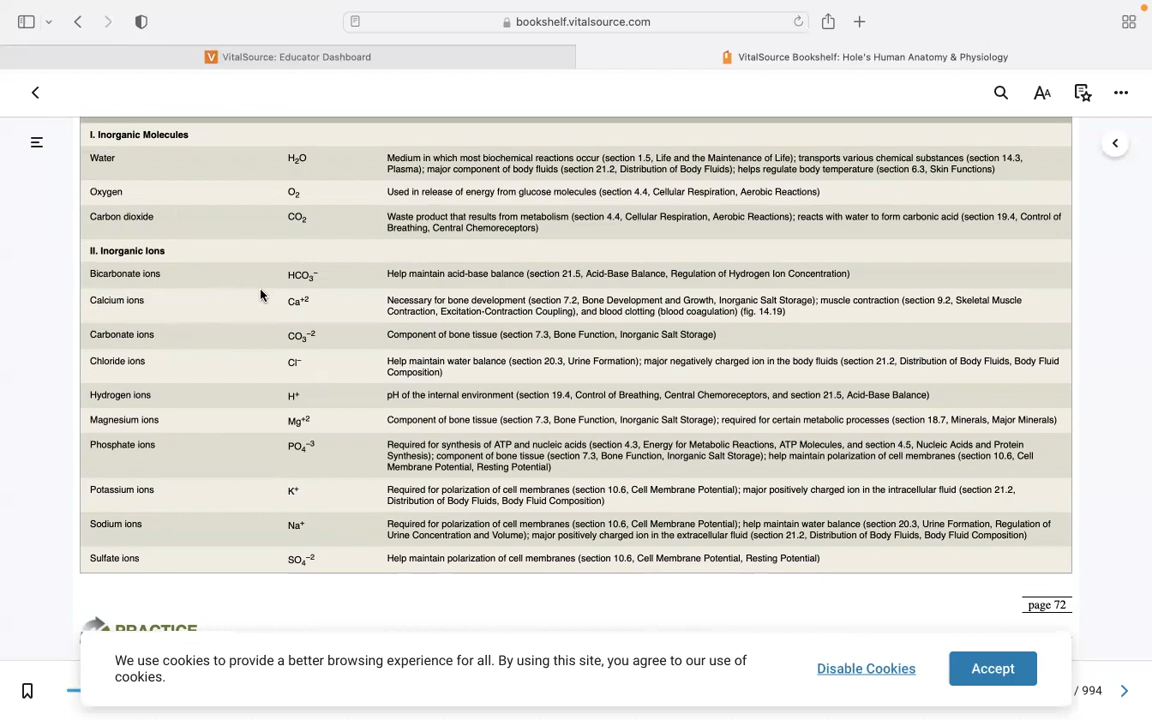 bookshelf.vitalsource.com
VitalSource: Educator Dashboard
VitalSource Bookshelf: Hole's Human Anatomy & Physiology
AA
I. Inorganic Molecules
Water H₂O Medium in which most biochemical reactions occur (section 1.5, Life and the Maintenance of Life); transports various chemical substances (section 14.3,
Plasma); major component of body fluids (section 21.2, Distribution of Body Fluids); helps regulate body temperature (section 6.3, Skin Functions)
Oxygen O₂ Used in release of energy from glucose molecules (section 4.4, Cellular Respiration, Aerobic Reactions)
Carbon dioxide CO₂ Waste product that results from metabolism (section 4.4, Cellular Respiration, Aerobic Reactions); reacts with water to form carbonic acid (section 19.4, Control of
Breathing, Central Chemoreceptors)
II. Inorganic Ions
Bicarbonate ions HCO₃⁻ Help maintain acid-base balance (section 21.5, Acid-Base Balance, Regulation of Hydrogen Ion Concentration)
Calcium ions Ca⁺² Necessary for bone development (section 7.2, Bone Development and Growth, Inorganic Salt Storage); muscle contraction (section 9.2, Skeletal Muscle
Contraction, Excitation-Contraction Coupling), and blood clotting (blood coagulation) (fig. 14.19)
Carbonate ions CO₃⁻² Component of bone tissue (section 7.3, Bone Function, Inorganic Salt Storage)
Chloride ions Cl⁻ Help maintain water balance (section 20.3, Urine Formation); major negatively charged ion in the body fluids (section 21.2, Distribution of Body Fluids, Body Fluid
Composition)
Hydrogen ions H⁺ pH of the internal environment (section 19.4, Control of Breathing, Central Chemoreceptors, and section 21.5, Acid-Base Balance)
Magnesium ions Mg⁺² Component of bone tissue (section 7.3, Bone Function, Inorganic Salt Storage); required for certain metabolic processes (section 18.7, Minerals, Major Minerals)
Phosphate ions PO₄⁻³ Required for synthesis of ATP and nucleic acids (section 4.3, Energy for Metabolic Reactions, ATP Molecules, and section 4.5, Nucleic Acids and Protein
Synthesis); component of bone tissue (section 7.3, Bone Function, Inorganic Salt Storage); help maintain polarization of cell membranes (section 10.6, Cell
Membrane Potential, Resting Potential)
Potassium ions K⁺ Required for polarization of cell membranes (section 10.6, Cell Membrane Potential); major positively charged ion in the intracellular fluid (section 21.2,
Distribution of Body Fluids, Body Fluid Composition)
Sodium ions Na⁺ Required for polarization of cell membranes (section 10.6, Cell Membrane Potential); help maintain water balance (section 20.3, Urine Formation, Regulation of
Urine Concentration and Volume); major positively charged ion in the extracellular fluid (section 21.2, Distribution of Body Fluids, Body Fluid Composition)
Sulfate ions SO₄⁻² Help maintain polarization of cell membranes (section 10.6, Cell Membrane Potential, Resting Potential)
page 72
PRACTICE
We use cookies to provide a better browsing experience for all. By using this site, you agree to our use of
cookies.
Disable Cookies
Accept
/ 994